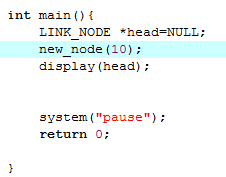 int main(){
LINK_NODE *head=NULL;
new_node(10);
display(head);
system("pause");
return 0;
}